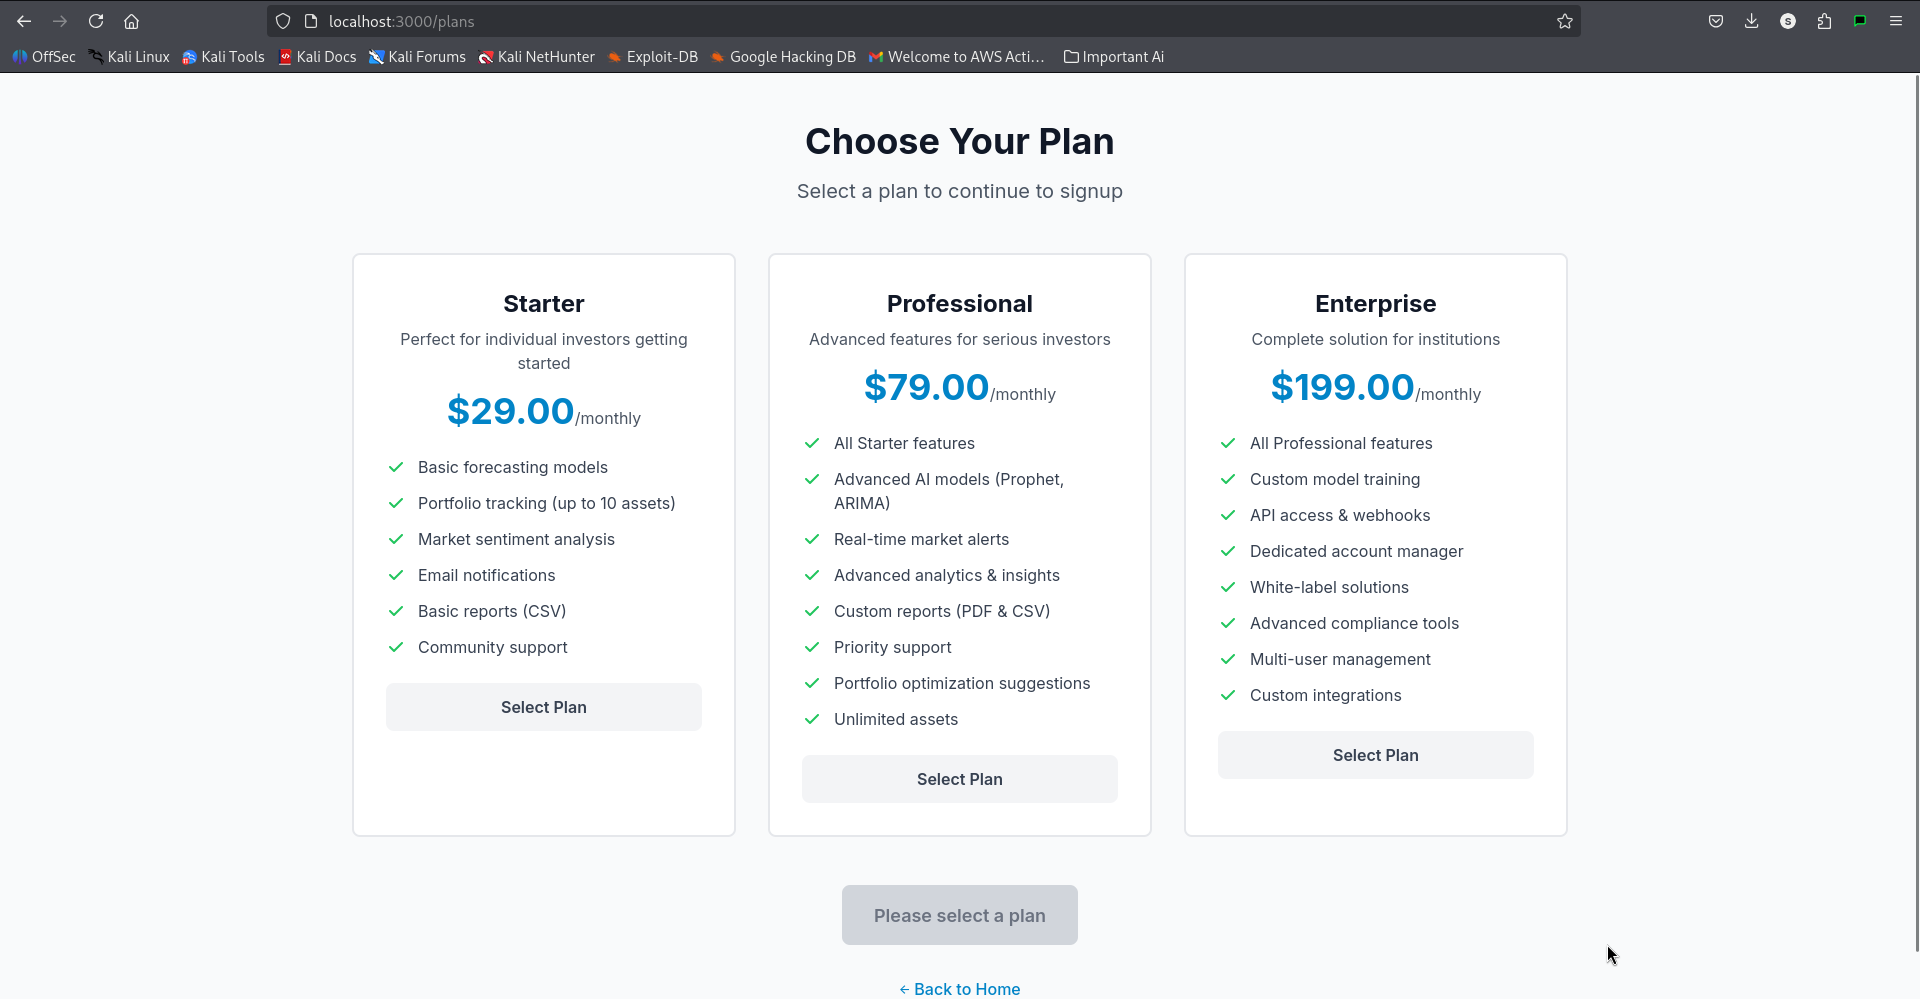 localhost:3000/plans
OffSec Kali Linux Kali Tools Kali Docs Kali Forums Kali NetHunter Exploit-DB Google Hacking DB Welcome to AWS Acti... Important Ai
Choose Your Plan
Select a plan to continue to signup
Starter
Perfect for individual investors getting
started
$29.00/monthly
Basic forecasting models
Portfolio tracking (up to 10 assets)
Market sentiment analysis
Email notifications
Basic reports (CSV)
Community support
Select Plan
Professional
Advanced features for serious investors
$79.00/monthly
All Starter features
Advanced AI models (Prophet,
ARIMA)
Real-time market alerts
Advanced analytics & insights
Custom reports (PDF & CSV)
Priority support
Portfolio optimization suggestions
Unlimited assets
Select Plan
Enterprise
Complete solution for institutions
$199.00/monthly
All Professional features
Custom model training
API access & webhooks
Dedicated account manager
White-label solutions
Advanced compliance tools
Multi-user management
Custom integrations
Select Plan
Please select a plan
← Back to Home